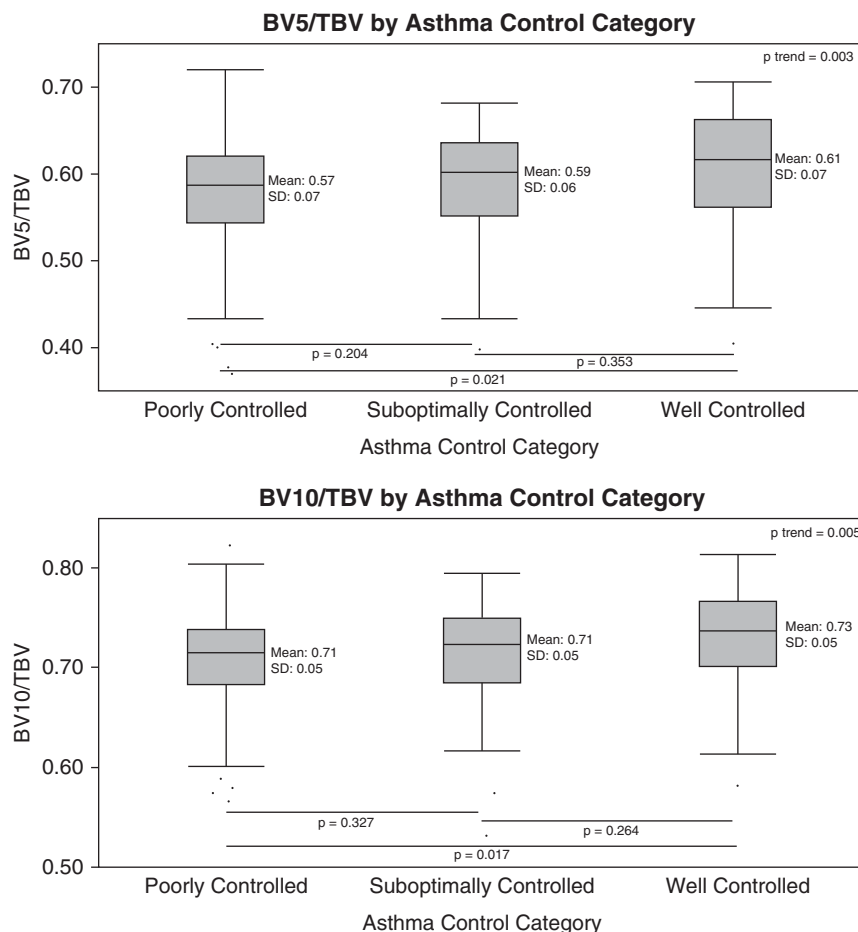 BV5/TBV by Asthma Control Category
p trend = 0.003
BV5/TBV
0.70
0.60
0.50
0.40
Mean: 0.57
SD: 0.07
Mean: 0.59
SD: 0.06
Mean: 0.61
SD: 0.07
p = 0.204
p = 0.353
p = 0.021
Poorly Controlled
Suboptimally Controlled
Well Controlled
Asthma Control Category
BV10/TBV by Asthma Control Category
p trend = 0.005
BV10/TBV
0.80
0.70
0.60
0.50
Mean: 0.71
SD: 0.05
Mean: 0.71
SD: 0.05
Mean: 0.73
SD: 0.05
p = 0.327
p = 0.264
p = 0.017
Poorly Controlled
Suboptimally Controlled
Well Controlled
Asthma Control Category